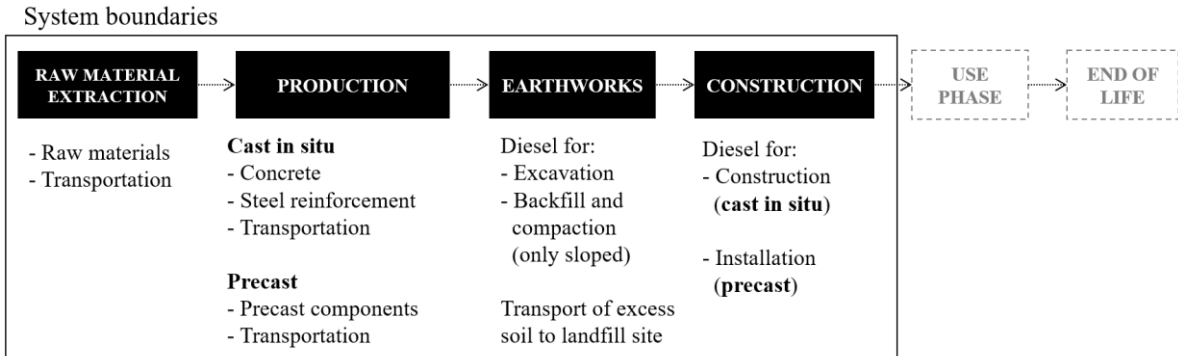 System boundaries
RAW MATERIAL
EXTRACTION
PRODUCTION
EARTHWORKS
CONSTRUCTION
USE
PHASE
END OF
LIFE
- Raw materials
- Transportation
Cast in situ
- Concrete
- Steel reinforcement
- Transportation
Precast
- Precast components
- Transportation
Diesel for:
- Excavation
- Backfill and
compaction
(only sloped)
Transport of excess
soil to landfill site
Diesel for:
- Construction
(cast in situ)
- Installation
(precast)